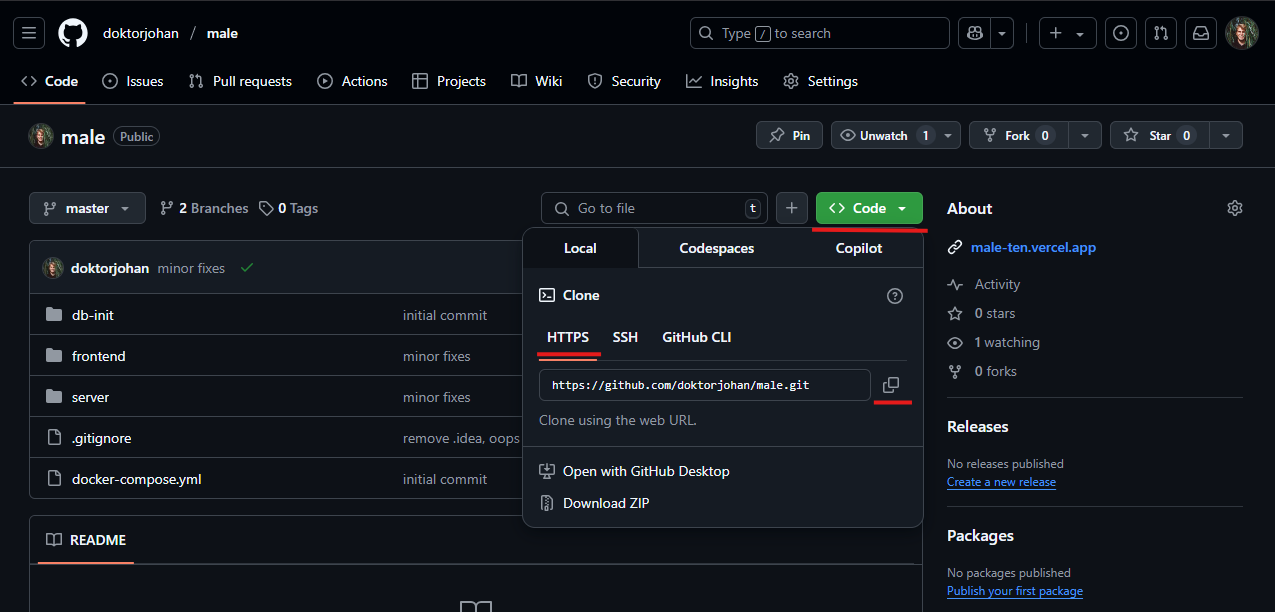 doktorjohan / male
Type / to search
Code
Issues
Pull requests
Actions
Projects
Wiki
Security
Insights
Settings
male Public
Pin
Unwatch 1
Fork 0
Star 0
master
2 Branches
0 Tags
Go to file t
Code
doktorjohan minor fixes
db-init initial commit
frontend minor fixes
server minor fixes
.gitignore remove .idea, oops
docker-compose.yml initial commit
README
Local
Codespaces
Copilot
Clone
HTTPS
SSH
GitHub CLI
https://github.com/doktorjohan/male.git
Clone using the web URL.
Open with GitHub Desktop
Download ZIP
About
male-ten.vercel.app
Activity
0 stars
1 watching
0 forks
Releases
No releases published
Create a new release
Packages
No packages published
Publish your first package